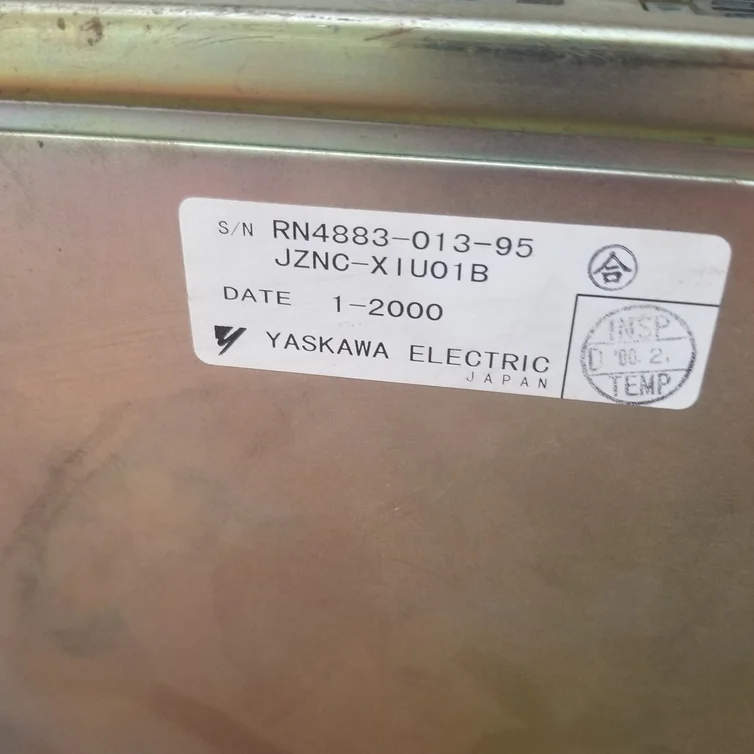 S/N RN4883-013-95
JZNC-XIU01B
合
DATE 1-2000
YASKAWA ELECTRIC
JAPAN
INSP
D '00.2.
TEMP